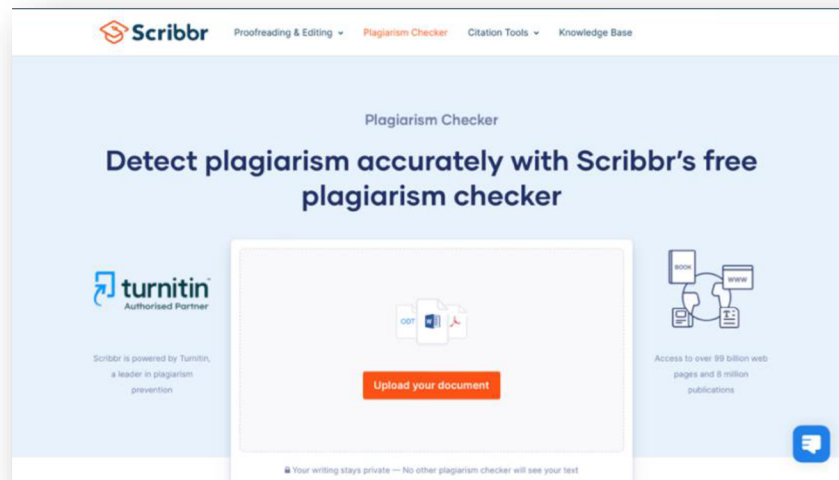 Scribbr
Proofreading & Editing
Plagiarism Checker
Citation Tools
Knowledge Base
Plagiarism Checker
Detect plagiarism accurately with Scribbr's free
plagiarism checker
turnitin
Authorised Partner
Scribbr is powered by Turnitin,
a leader in plagiarism
prevention
ODT
W
Upload your document
BOOK
WWW
Access to over 99 billion web
pages and 8 million
publications
Your writing stays private — No other plagiarism checker will see your text